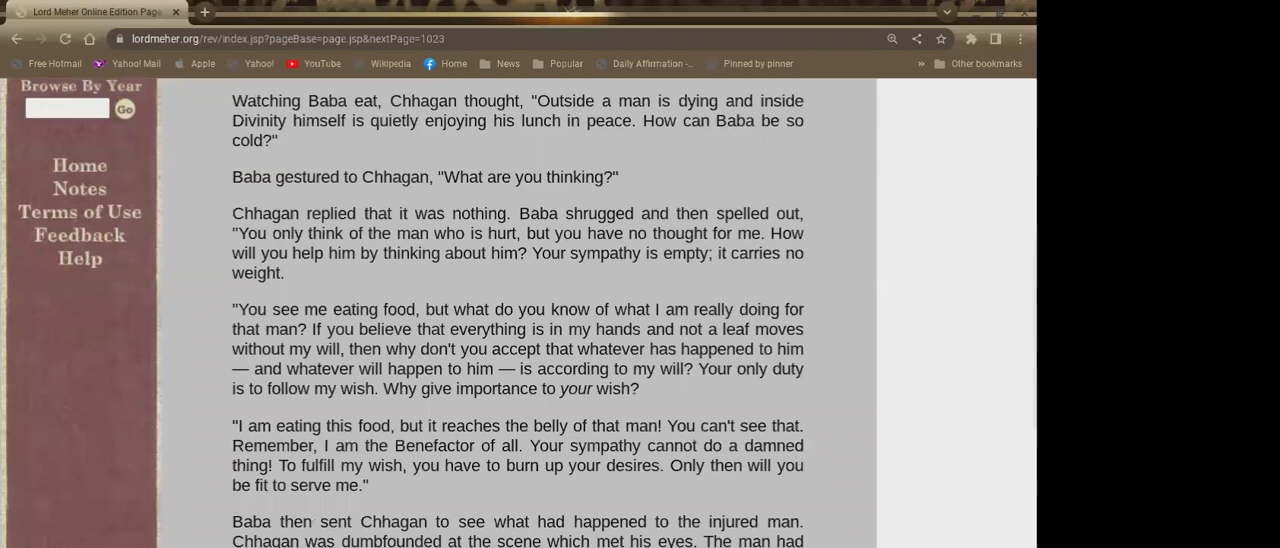 Lord Meher Online Edition Page
lordmeher.org/rev/index.jsp?pageBase=page.jsp&nextPage=1023
Free Hotmail Yahoo! Mail Apple Yahoo! YouTube Wikipedia Home News Popular Daily Affirmation -... Pinned by pinner » Other bookmarks
Browse By Year
Go
Home
Notes
Terms of Use
Feedback
Help
Watching Baba eat, Chhagan thought, "Outside a man is dying and inside
Divinity himself is quietly enjoying his lunch in peace. How can Baba be so
cold?"
Baba gestured to Chhagan, "What are you thinking?"
Chhagan replied that it was nothing. Baba shrugged and then spelled out,
"You only think of the man who is hurt, but you have no thought for me. How
will you help him by thinking about him? Your sympathy is empty; it carries no
weight.
"You see me eating food, but what do you know of what I am really doing for
that man? If you believe that everything is in my hands and not a leaf moves
without my will, then why don't you accept that whatever has happened to him
— and whatever will happen to him — is according to my will? Your only duty
is to follow my wish. Why give importance to your wish?
"I am eating this food, but it reaches the belly of that man! You can't see that.
Remember, I am the Benefactor of all. Your sympathy cannot do a damned
thing! To fulfill my wish, you have to burn up your desires. Only then will you
be fit to serve me."
Baba then sent Chhagan to see what had happened to the injured man.
Chhagan was dumbfounded at the scene which met his eyes. The man had